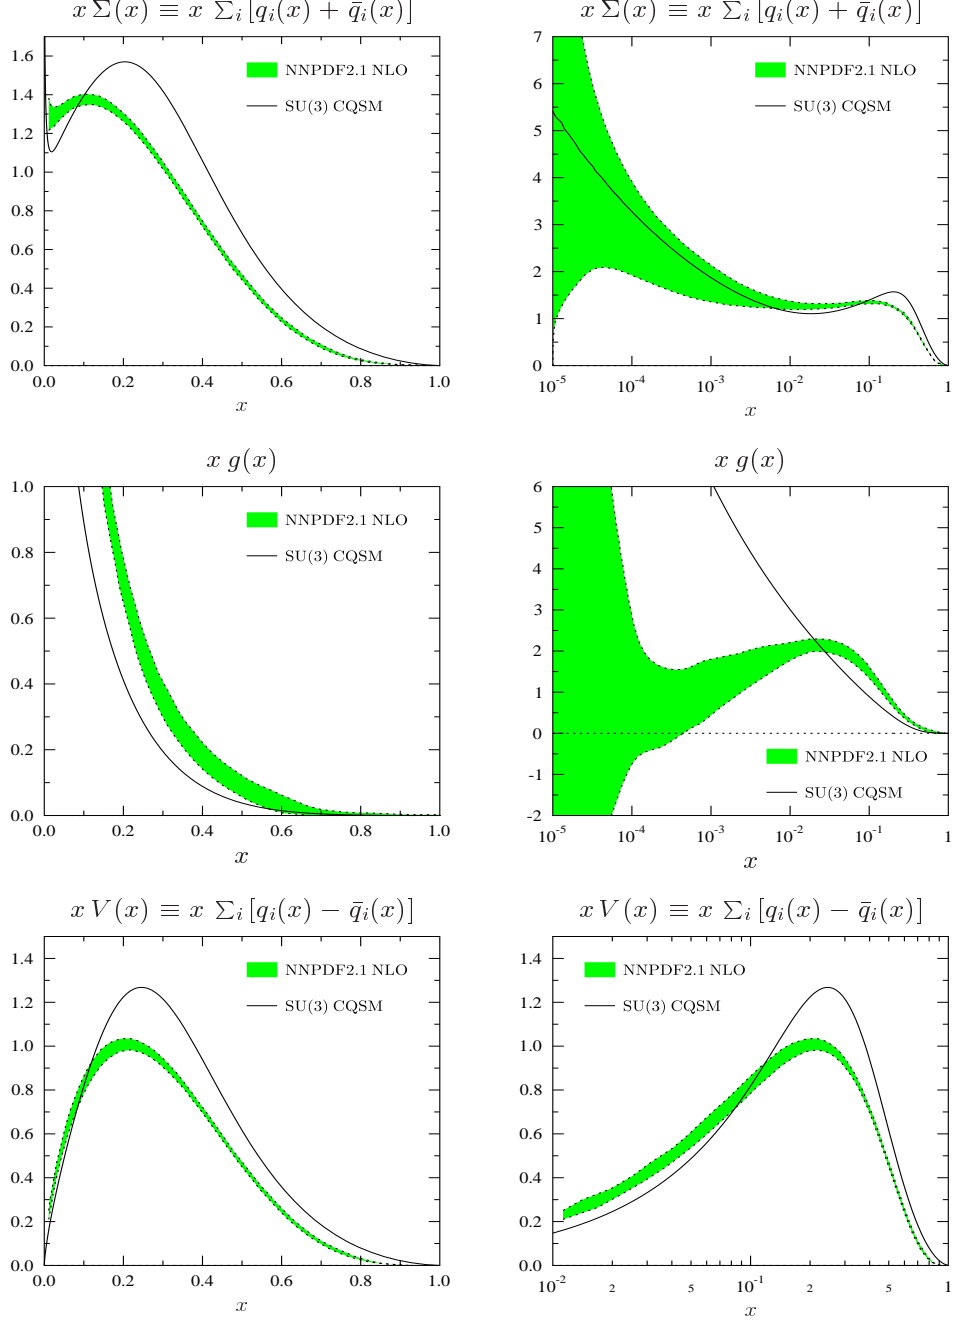 x Σ(x) ≡ x ∑i [qi(x) + q̄i(x)]
1.6
1.4
1.2
1.0
0.8
0.6
0.4
0.2
0.0
NNPDF2.1 NLO
SU(3) CQSM
0.0 0.2 0.4 0.6 0.8 1.0
x
x Σ(x) ≡ x ∑i [qi(x) + q̄i(x)]
7
6
5
4
3
2
1
0
NNPDF2.1 NLO
SU(3) CQSM
10^-5 10^-4 10^-3 10^-2 10^-1 1
x
x g(x)
1.0
0.8
0.6
0.4
0.2
0.0
NNPDF2.1 NLO
SU(3) CQSM
0.0 0.2 0.4 0.6 0.8 1.0
x
x g(x)
6
5
4
3
2
1
0
-1
-2
NNPDF2.1 NLO
SU(3) CQSM
10^-5 10^-4 10^-3 10^-2 10^-1 1
x
x V(x) ≡ x ∑i [qi(x) − q̄i(x)]
1.4
1.2
1.0
0.8
0.6
0.4
0.2
0.0
NNPDF2.1 NLO
SU(3) CQSM
0.0 0.2 0.4 0.6 0.8 1.0
x
x V(x) ≡ x ∑i [qi(x) − q̄i(x)]
1.4
1.2
1.0
0.8
0.6
0.4
0.2
0.0
NNPDF2.1 NLO
SU(3) CQSM
10^-2 2 5 10^-1 2 5 1
x